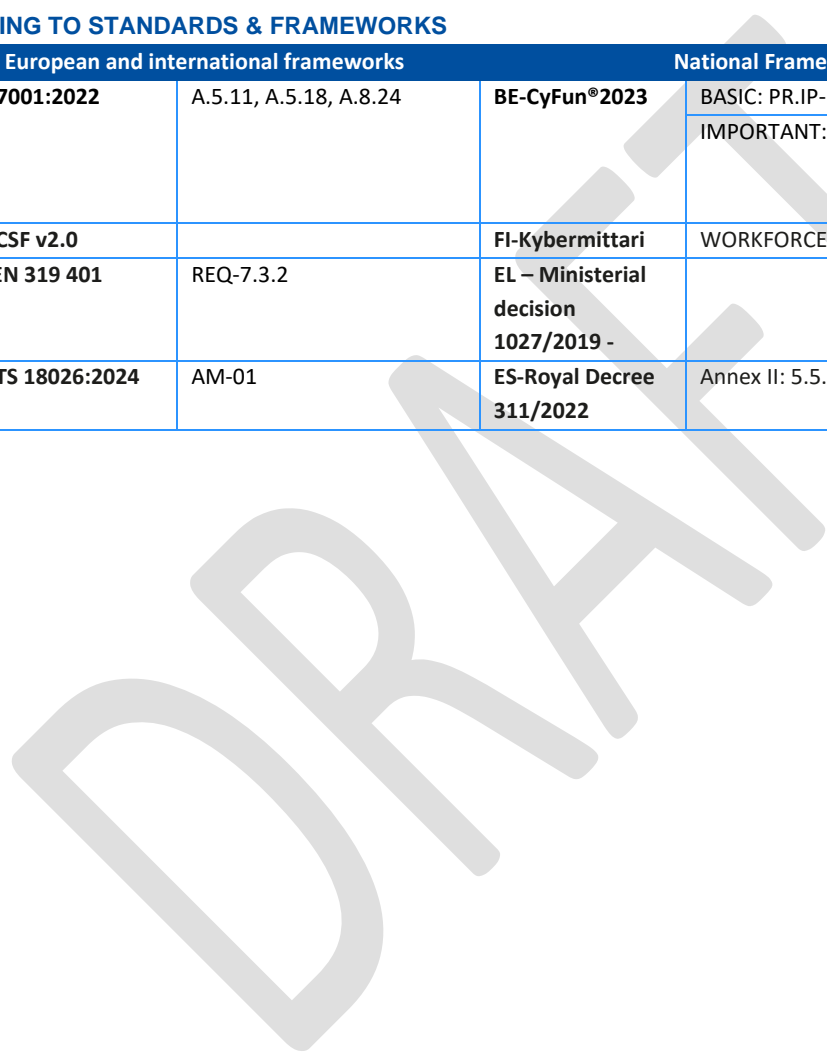 ING TO STANDARDS & FRAMEWORKS
European and international frameworks National Frame
7001:2022 A.5.11, A.5.18, A.8.24 BE-CyFun®2023 BASIC: PR.IP-
IMPORTANT:
CSF v2.0 FI-Kybermittari WORKFORCE
EN 319 401 REQ-7.3.2 EL – Ministerial
decision
1027/2019 -
TS 18026:2024 AM-01 ES-Royal Decree Annex II: 5.5.
311/2022
DRAFT